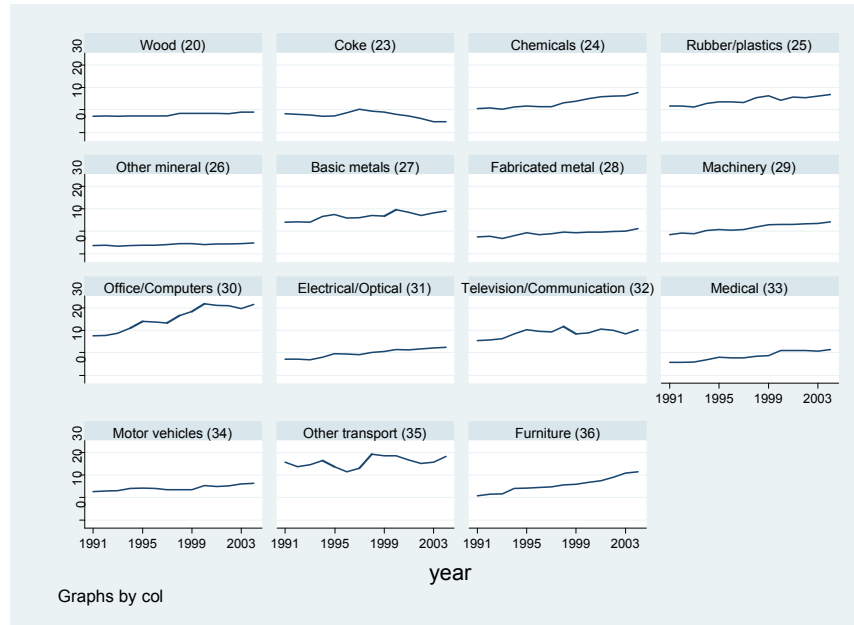 Wood (20) Coke (23) Chemicals (24) Rubber/plastics (25)
0 10 20 30
Other mineral (26) Basic metals (27) Fabricated metal (28) Machinery (29)
0 10 20 30
Office/Computers (30) Electrical/Optical (31) Television/Communication (32) Medical (33)
0 10 20 30
1991 1995 1999 2003
Motor vehicles (34) Other transport (35) Furniture (36)
0 10 20 30
1991 1995 1999 2003 1991 1995 1999 2003 1991 1995 1999 2003
year
Graphs by col